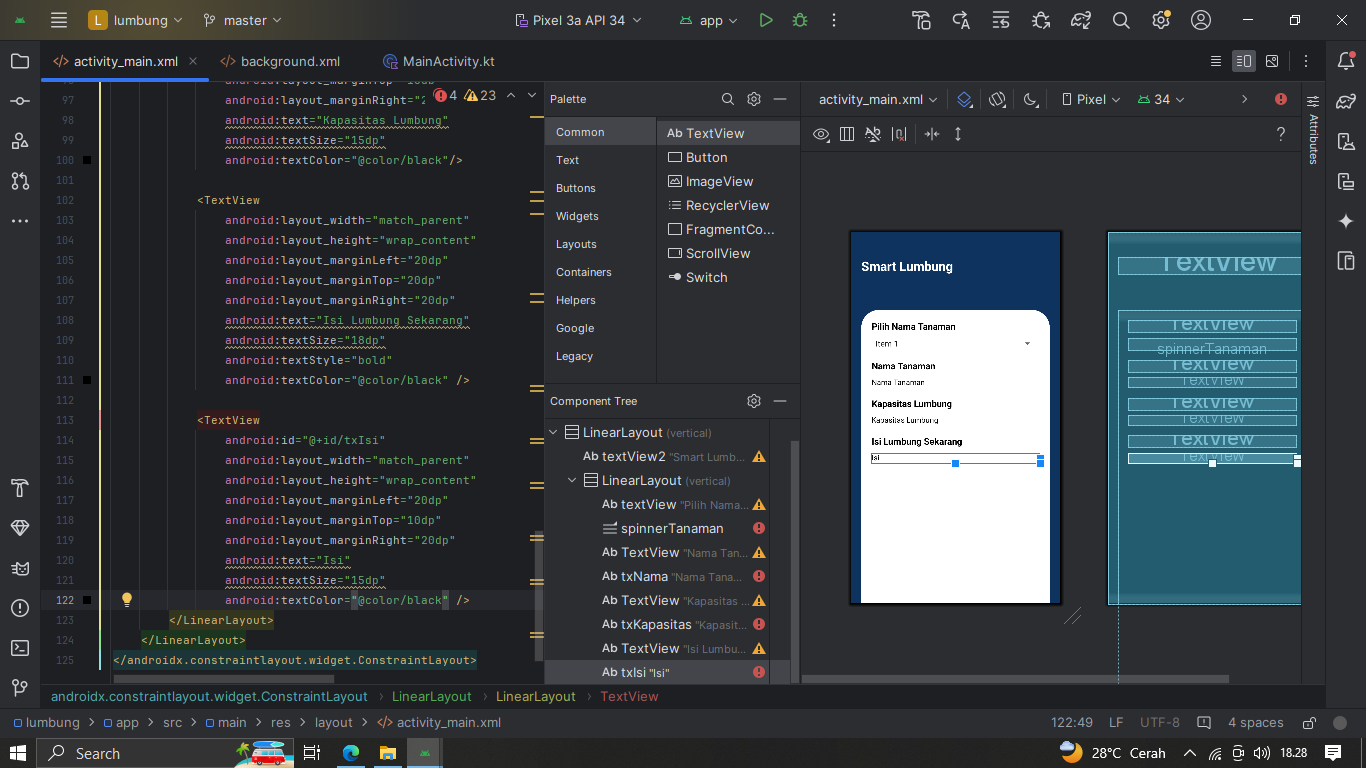 L lumbung master Pixel 3a API 34 app
activity_main.xml background.xml MainActivity.kt
97 android:layout_marginRight="2 4 23
98 android:text="Kapasitas Lumbung"
99 android:textSize="15dp"
100 android:textColor="@color/black"/>
101
102 <TextView
103 android:layout_width="match_parent"
104 android:layout_height="wrap_content"
105 android:layout_marginLeft="20dp"
106 android:layout_marginTop="20dp"
107 android:layout_marginRight="20dp"
108 android:text="Isi Lumbung Sekarang"
109 android:textSize="18dp"
110 android:textStyle="bold"
111 android:textColor="@color/black" />
112
113 <TextView
114 android:id="@+id/txIsi"
115 android:layout_width="match_parent"
116 android:layout_height="wrap_content"
117 android:layout_marginLeft="20dp"
118 android:layout_marginTop="10dp"
119 android:layout_marginRight="20dp"
120 android:text="Isi"
121 android:textSize="15dp"
122 android:textColor="@color/black" />
123 </LinearLayout>
124 </LinearLayout>
125 </androidx.constraintlayout.widget.ConstraintLayout>
Palette
Common
Text
Buttons
Widgets
Layouts
Containers
Helpers
Google
Legacy
Ab TextView
Button
ImageView
RecyclerView
FragmentCo...
ScrollView
Switch
Component Tree
LinearLayout (vertical)
Ab textView2 "Smart Lumb...
LinearLayout (vertical)
Ab textView "Pilih Nama...
spinnerTanaman
Ab TextView "Nama Tan...
Ab txNama "Nama Tana...
Ab TextView "Kapasitas ...
Ab txKapasitas "Kapasit...
Ab TextView "Isi Lumbu...
Ab txIsi "Isi"
activity_main.xml Pixel 34
?
Attributes
Smart Lumbung
Pilih Nama Tanaman
Item 1
Nama Tanaman
Nama Tanaman
Kapasitas Lumbung
Kapasitas Lumbung
Isi Lumbung Sekarang
Isi
TextView
TextView
spinnerTanaman
TextView
TextView
TextView
TextView
TextView
TextView
androidx.constraintlayout.widget.ConstraintLayout LinearLayout LinearLayout TextView
lumbung app src main res layout activity_main.xml 122:49 LF UTF-8 4 spaces
Search 28°C Cerah 18.28